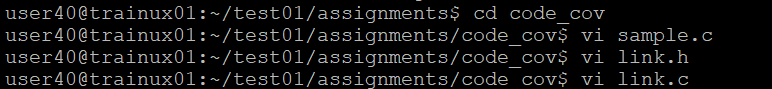 user40@trainux01:~/test01/assignments$ cd code_cov
user40@trainux01:~/test01/assignments/code_cov$ vi sample.c
user40@trainux01:~/test01/assignments/code_cov$ vi link.h
user40@trainux01:~/test01/assignments/code_cov$ vi link.c